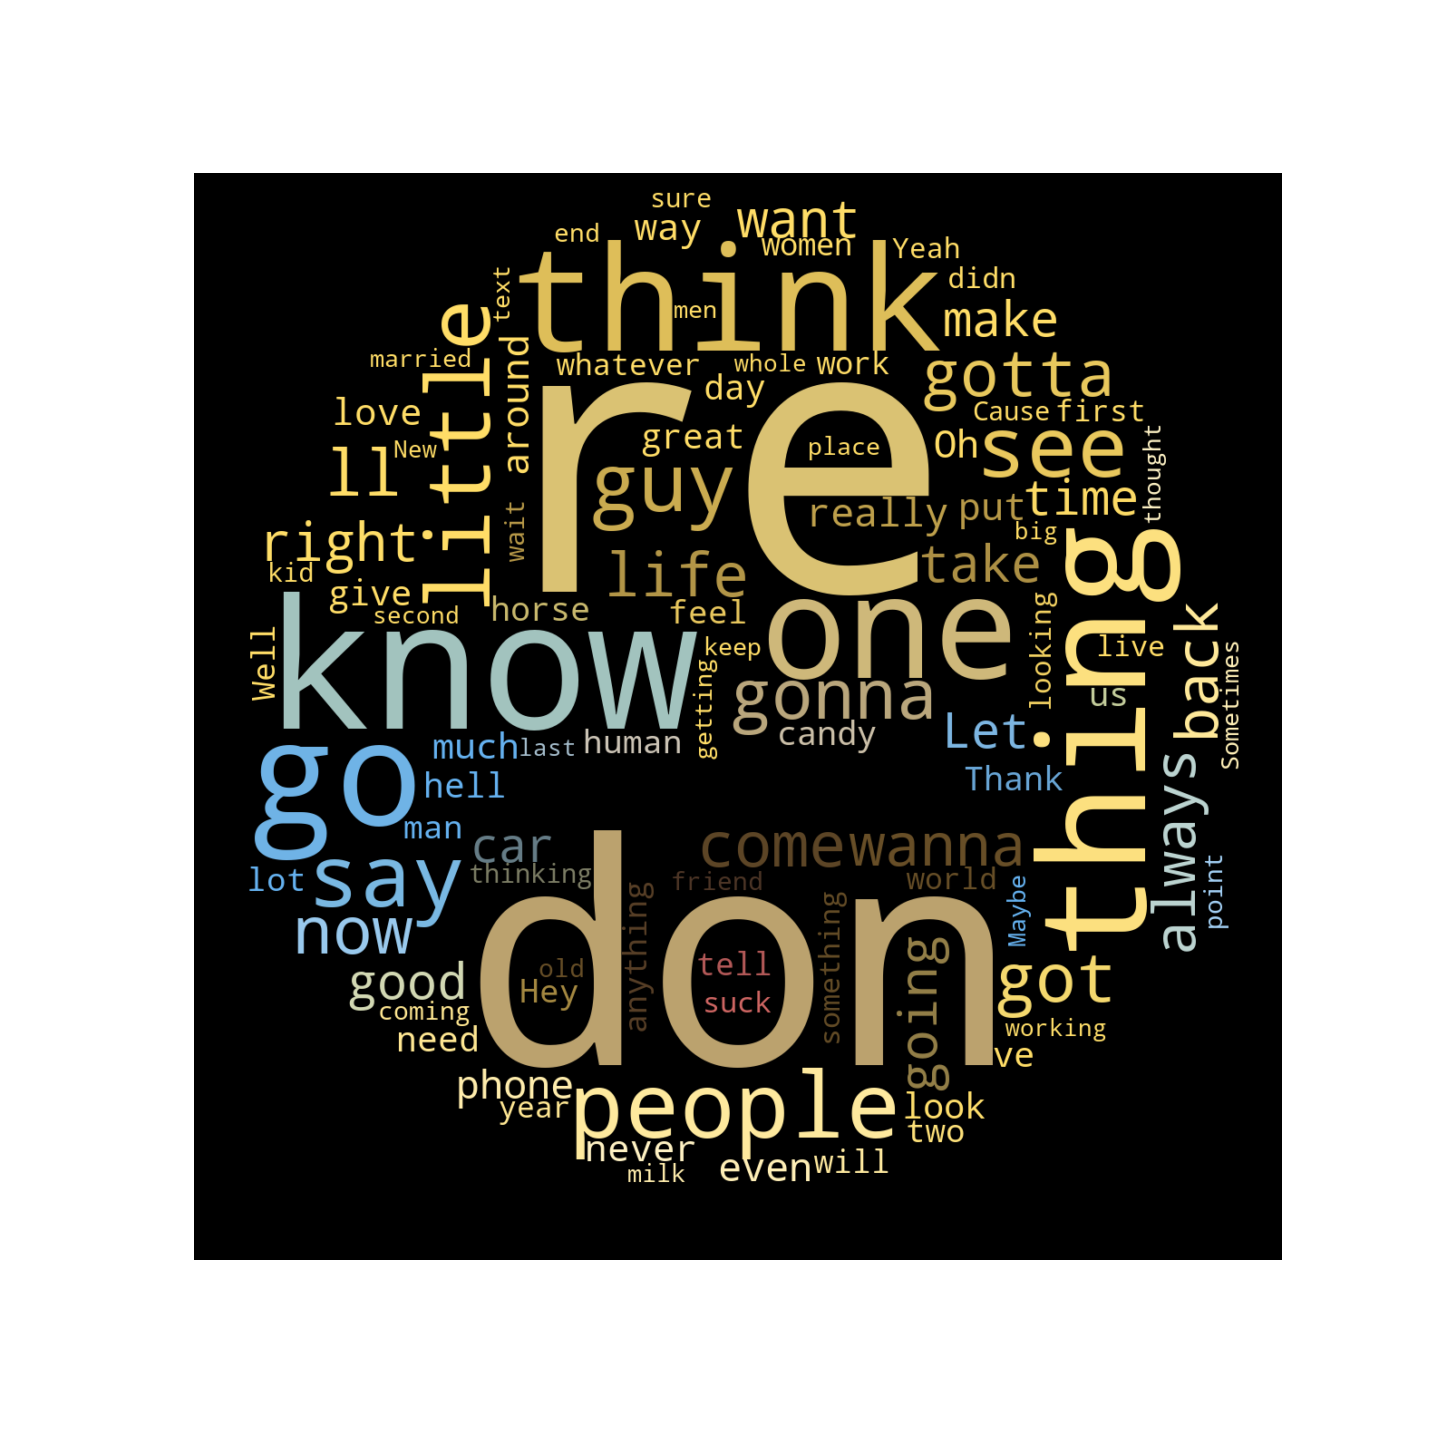 sure
want
way
end
women
Yeah
think
didn
text
men
make
little
married
around
whatever
whole
work
day
gotta
love
re
Cause
first
great
place
Oh
see
New
ll
guy
thought
time
really
put
wait
big
right
life
take
kid
give
thing
second
horse
feel
one
looking
back
know
Well
keep
live
Sometimes
getting
gonna
us
candy
Let
go
much
last
human
Thank
hell
always
man
car
come
wanna
say
lot
thinking
friend
world
Maybe
point
now
don
anything
something
tell
old
Hey
suck
going
good
got
coming
need
working
ve
phone
year
people
look
two
never
milk
even
will